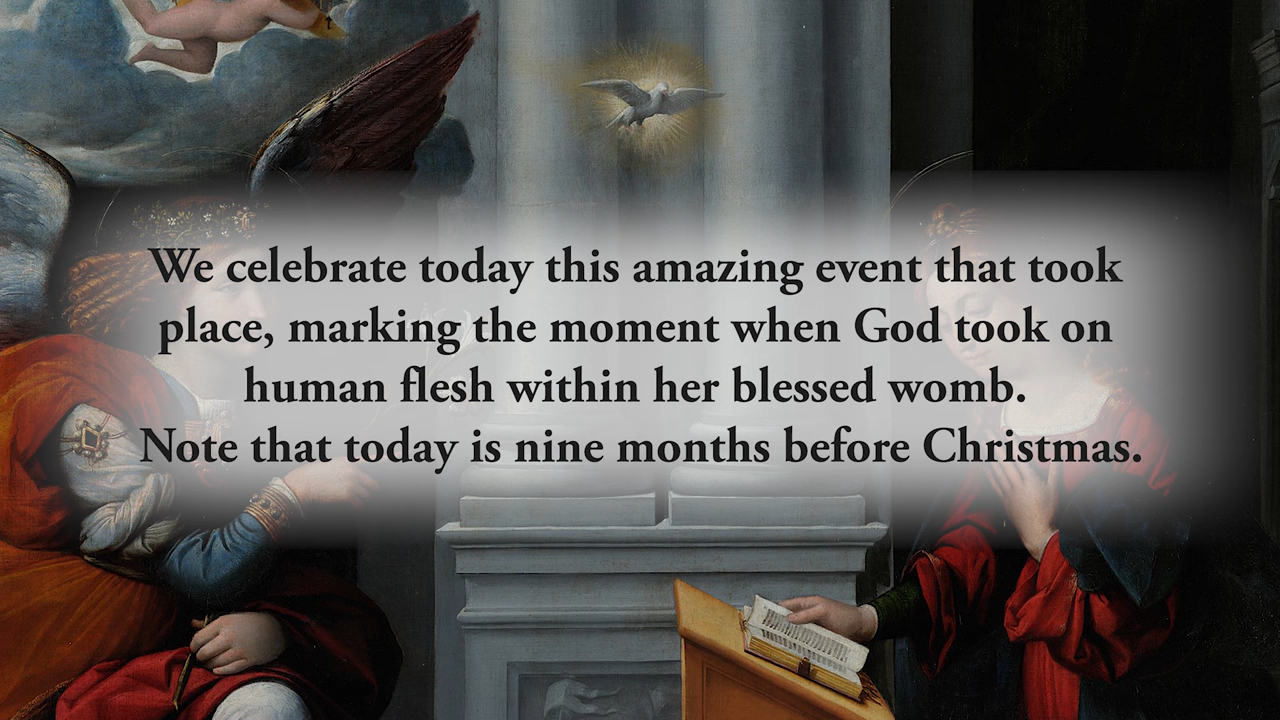 We celebrate today this amazing event that took
place, marking the moment when God took on
human flesh within her blessed womb.
Note that today is nine months before Christmas.